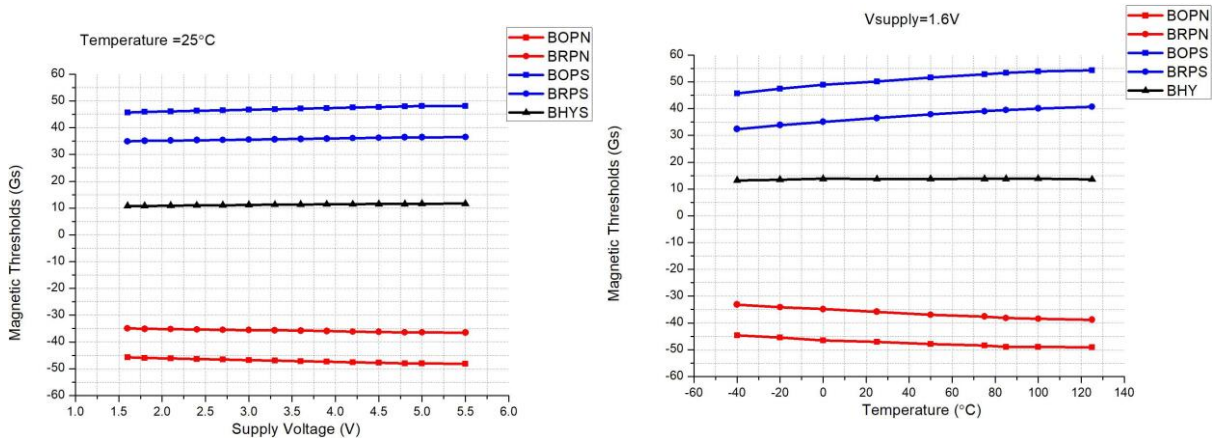 Temperature =25°C
BOPN
BRPN
BOPS
BRPS
BHYS
Magnetic Thresholds (Gs)
60
50
40
30
20
10
0
-10
-20
-30
-40
-50
-60
1.0 1.5 2.0 2.5 3.0 3.5 4.0 4.5 5.0 5.5 6.0
Supply Voltage (V)
Vsupply=1.6V
BOPN
BRPN
BOPS
BRPS
BHY
Magnetic Thresholds (Gs)
60
50
40
30
20
10
0
-10
-20
-30
-40
-50
-60
-60 -40 -20 0 20 40 60 80 100 120 140
Temperature (°C)